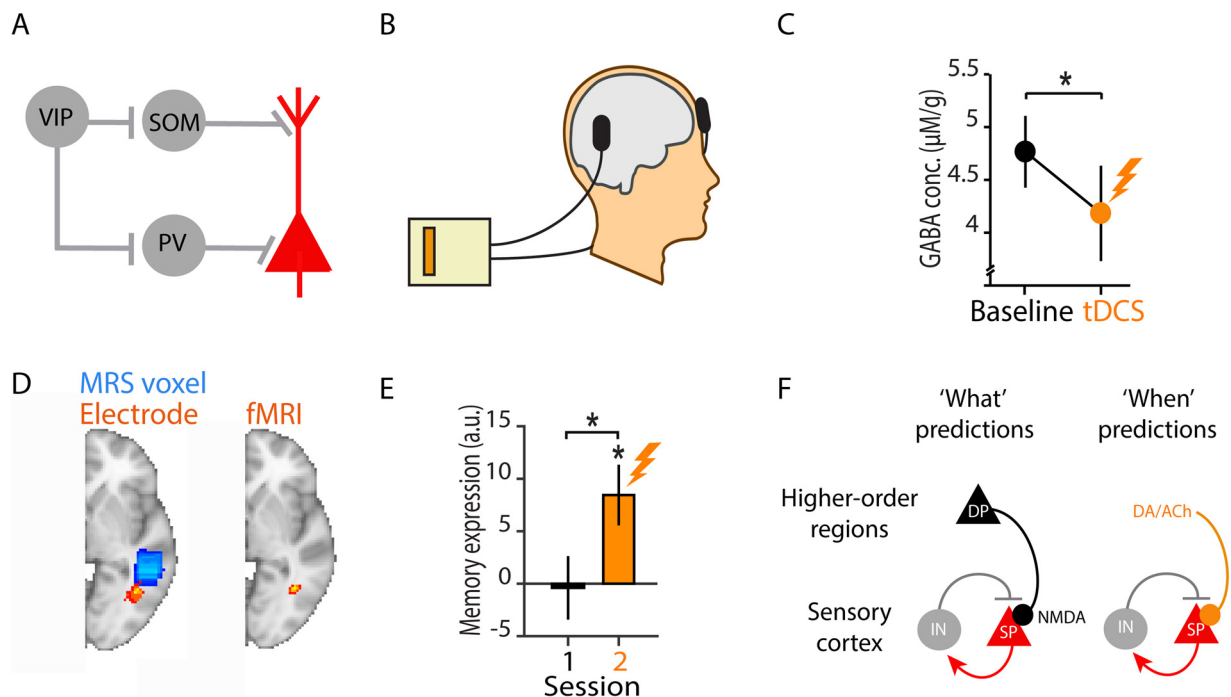 A
VIP
SOM
PV
B
C
GABA conc. (μM/g)
5.5
5
4.5
4
*
Baseline
tDCS
D
MRS voxel
Electrode
fMRI
E
Memory expression (a.u.)
15
10
5
0
-5
*
*
1
2
Session
F
'What'
predictions
'When'
predictions
Higher-order
regions
DP
DA/ACh
Sensory
cortex
IN
SP
NMDA
IN
SP